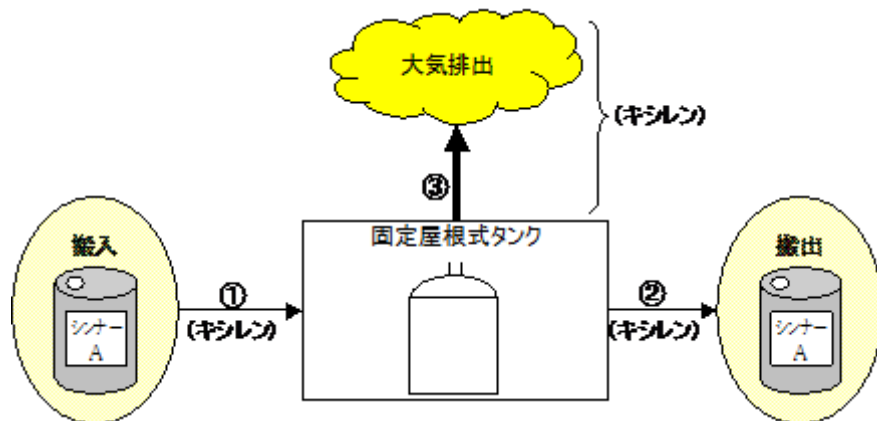 大気排出
(キシレン)
③
固定屋根式タンク
搬入
シンナー
A
①
(キシレン)
②
(キシレン)
搬出
シンナー
A